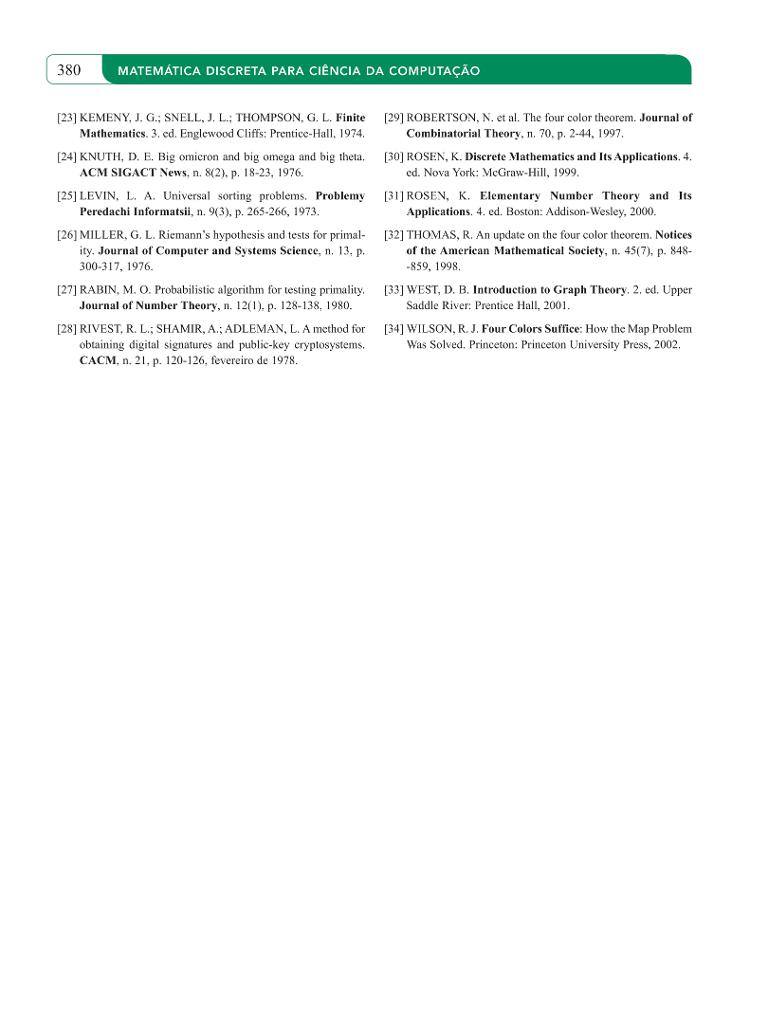 380
MATEMÁTICA DISCRETA PARA CIÊNCIA DA COMPUTAÇÃO
[23] KEMENY, J. G.; SNELL, J. L.; THOMPSON, G. L. Finite
Mathematics. 3. ed. Englewood Cliffs: Prentice-Hall, 1974.
[24] KNUTH, D. E. Big omicron and big omega and big theta.
ACM SIGACT News, n. 8(2), p. 18-23, 1976.
[25] LEVIN, L. A. Universal sorting problems. Problemy
Peredachi Informatsii, n. 9(3), p. 265-266, 1973.
[26] MILLER, G. L. Riemann’s hypothesis and tests for primal-
ity. Journal of Computer and Systems Science, n. 13, p.
300-317, 1976.
[27] RABIN, M. O. Probabilistic algorithm for testing primality.
Journal of Number Theory, n. 12(1), p. 128-138, 1980.
[28] RIVEST, R. L.; SHAMIR, A.; ADLEMAN, L. A method for
obtaining digital signatures and public-key cryptosystems.
CACM, n. 21, p. 120-126, fevereiro de 1978.
[29] ROBERTSON, N. et al. The four color theorem. Journal of
Combinatorial Theory, n. 70, p. 2-44, 1997.
[30] ROSEN, K. Discrete Mathematics and Its Applications. 4.
ed. Nova York: McGraw-Hill, 1999.
[31] ROSEN, K. Elementary Number Theory and Its
Applications. 4. ed. Boston: Addison-Wesley, 2000.
[32] THOMAS, R. An update on the four color theorem. Notices
of the American Mathematical Society, n. 45(7), p. 848-
-859, 1998.
[33] WEST, D. B. Introduction to Graph Theory. 2. ed. Upper
Saddle River: Prentice Hall, 2001.
[34] WILSON, R. J. Four Colors Suffice: How the Map Problem
Was Solved. Princeton: Princeton University Press, 2002.